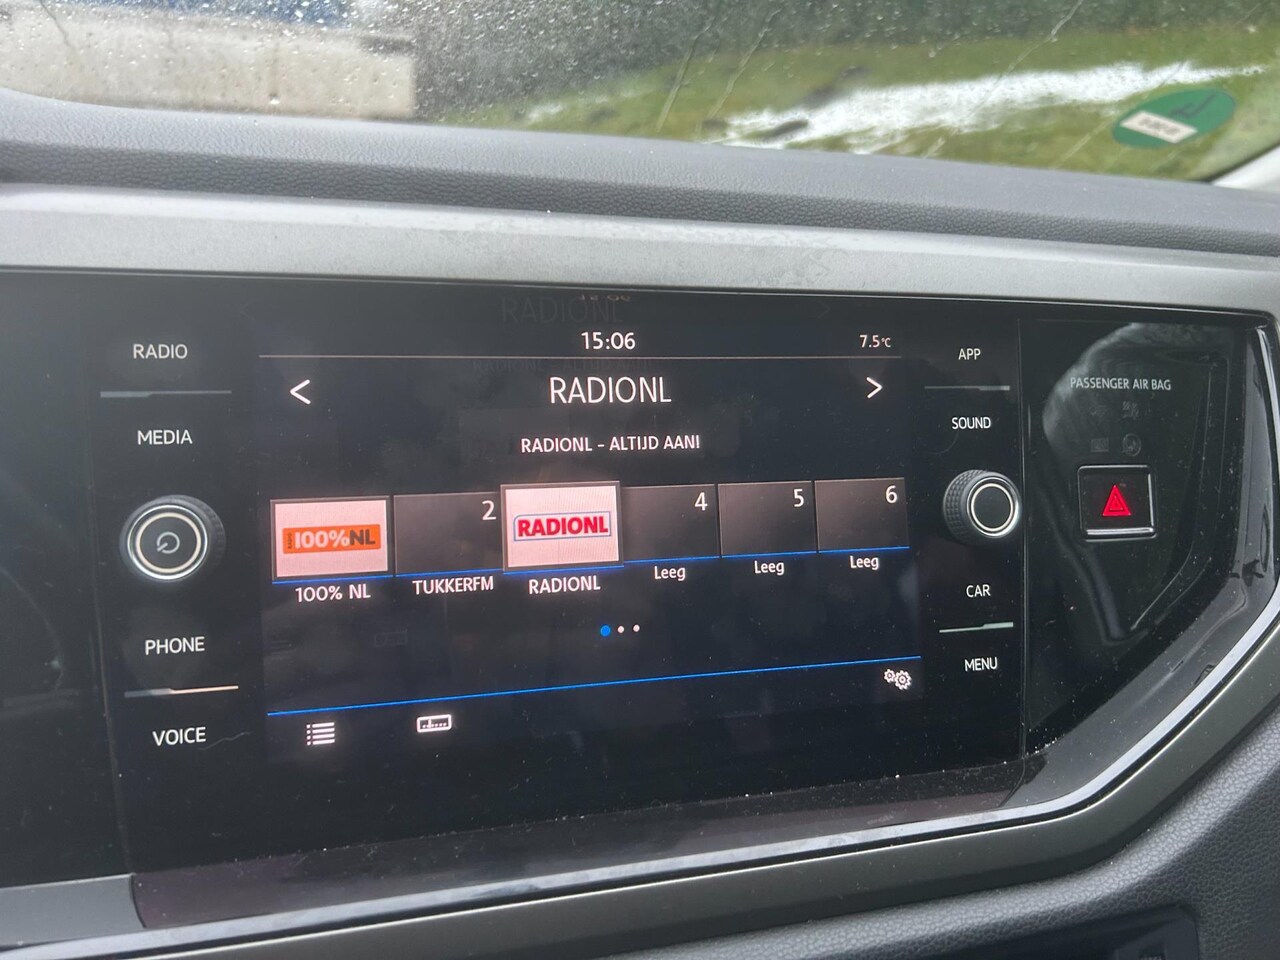 RADIO
MEDIA
PHONE
VOICE
15:06
7.5°C
< RADIONL >
RADIONL - ALTIJD AANI
100%NL
2
RADIONL
4
5
6
100% NL
TUKKERFM
RADIONL
Leeg
Leeg
Leeg
APP
SOUND
CAR
MENU
PASSENGER AIR BAG